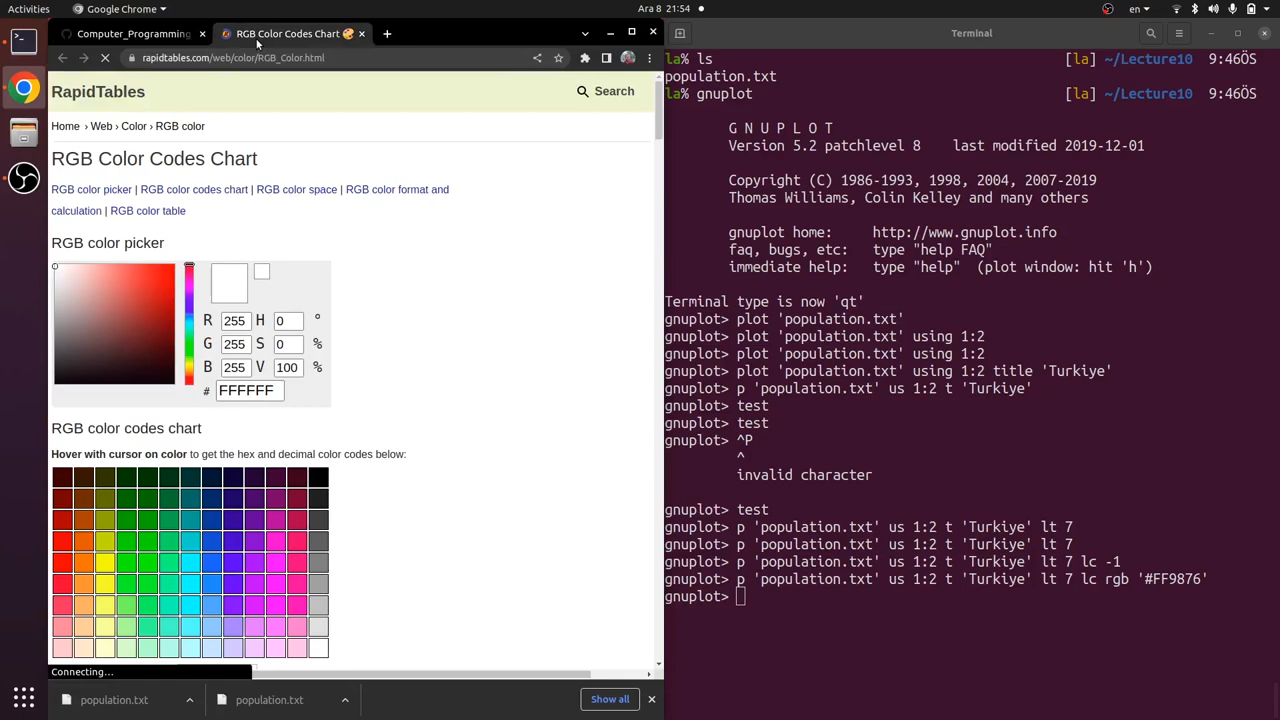 Activities
Google Chrome
Ara 8 21:54
en
Computer_Programming
RGB Color Codes Chart
rapidtables.com/web/color/RGB_Color.html
RapidTables
Search
Home › Web › Color › RGB color
RGB Color Codes Chart
RGB color picker | RGB color codes chart | RGB color space | RGB color format and
calculation | RGB color table
RGB color picker
R 255 H 0 °
G 255 S 0 %
B 255 V 100 %
# FFFFFF
RGB color codes chart
Hover with cursor on color to get the hex and decimal color codes below:
Connecting...
population.txt
population.txt
Show all
Terminal
la% ls [la] ~/Lecture10 9:46ÖS
population.txt
la% gnuplot [la] ~/Lecture10 9:46ÖS
G N U P L O T
Version 5.2 patchlevel 8 last modified 2019-12-01
Copyright (C) 1986-1993, 1998, 2004, 2007-2019
Thomas Williams, Colin Kelley and many others
gnuplot home: http://www.gnuplot.info
faq, bugs, etc: type "help FAQ"
immediate help: type "help" (plot window: hit 'h')
Terminal type is now 'qt'
gnuplot> plot 'population.txt'
gnuplot> plot 'population.txt' using 1:2
gnuplot> plot 'population.txt' using 1:2
gnuplot> plot 'population.txt' using 1:2 title 'Turkiye'
gnuplot> p 'population.txt' us 1:2 t 'Turkiye'
gnuplot> test
gnuplot> test
gnuplot> ^P
^
invalid character
gnuplot> test
gnuplot> p 'population.txt' us 1:2 t 'Turkiye' lt 7
gnuplot> p 'population.txt' us 1:2 t 'Turkiye' lt 7
gnuplot> p 'population.txt' us 1:2 t 'Turkiye' lt 7 lc -1
gnuplot> p 'population.txt' us 1:2 t 'Turkiye' lt 7 lc rgb '#FF9876'
gnuplot>